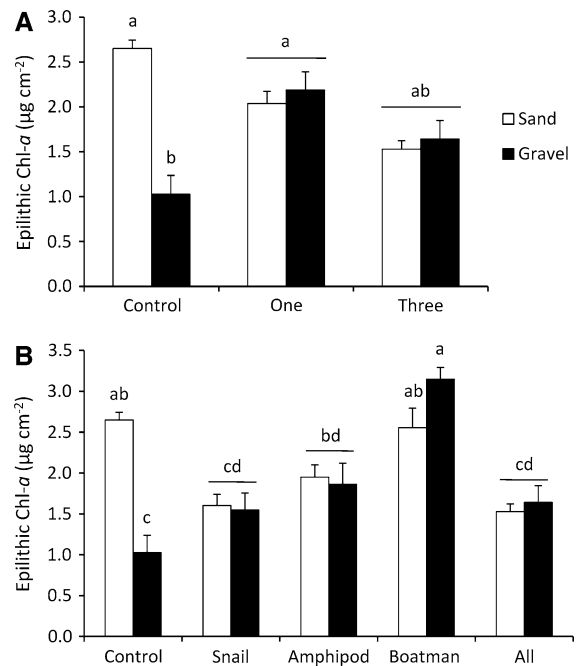 A
3.0
2.5
2.0
1.5
1.0
0.5
0.0
Epilithic Chl-a (µg cm-2)
a
b
a
ab
Control One Three
Sand
Gravel
B
3.5
3.0
2.5
2.0
1.5
1.0
0.5
0.0
Epilithic Chl-a (µg cm-2)
ab
c
cd
bd
ab
a
cd
Control Snail Amphipod Boatman All